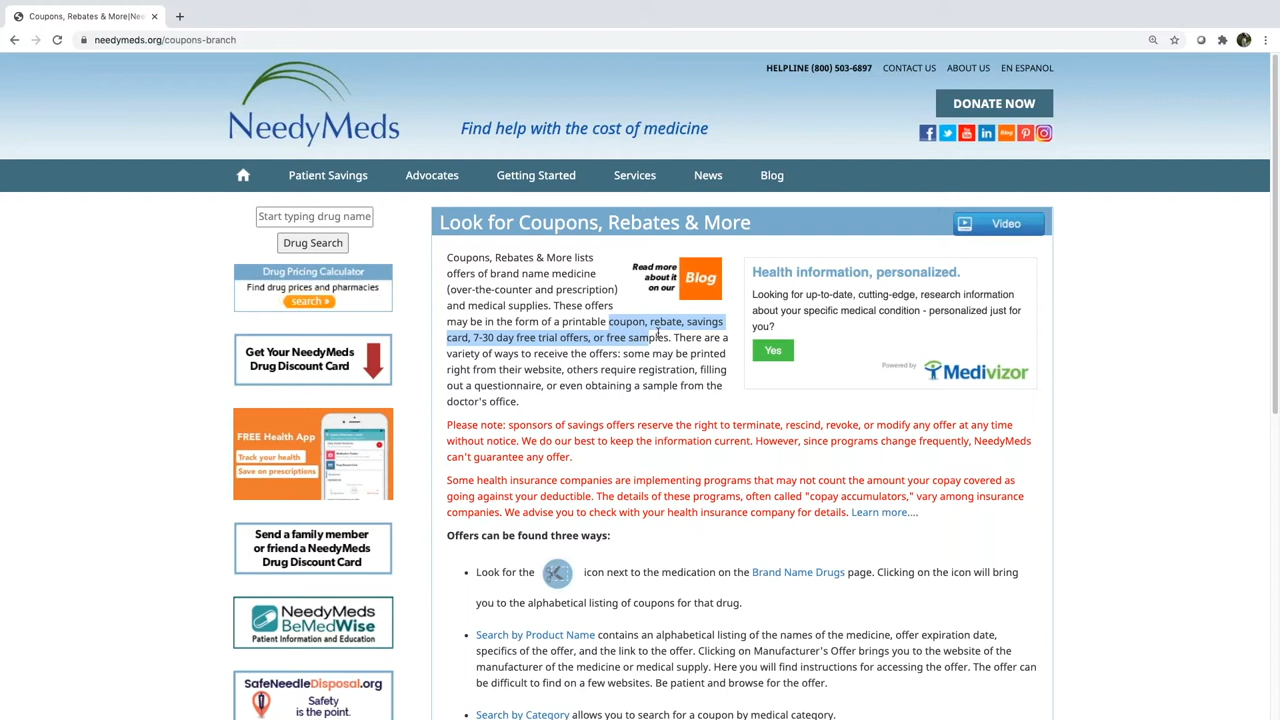 Coupons, Rebates & More|Nee
needymeds.org/coupons-branch
HELPLINE (800) 503-6897 CONTACT US ABOUT US EN ESPANOL
NeedyMeds
Find help with the cost of medicine
DONATE NOW
Blog
Patient Savings Advocates Getting Started Services News Blog
Start typing drug name
Drug Search
Drug Pricing Calculator
Find drug prices and pharmacies
search »
Get Your NeedyMeds
Drug Discount Card
FREE Health App
Track your health
Save on prescriptions
Send a family member
or friend a NeedyMeds
Drug Discount Card
NeedyMeds
BeMedWise
Patient Information and Education
SafeNeedleDisposal.org
Safety
is the point.
Look for Coupons, Rebates & More
Video
Coupons, Rebates & More lists
offers of brand name medicine
(over-the-counter and prescription)
and medical supplies. These offers
may be in the form of a printable coupon, rebate, savings
card, 7-30 day free trial offers, or free samples. There are a
variety of ways to receive the offers: some may be printed
right from their website, others require registration, filling
out a questionnaire, or even obtaining a sample from the
doctor's office.
Read more
about it
on our
Blog
Health information, personalized.
Looking for up-to-date, cutting-edge, research information
about your specific medical condition - personalized just for
you?
Yes
Powered by
Medivizor
Please note: sponsors of savings offers reserve the right to terminate, rescind, revoke, or modify any offer at any time
without notice. We do our best to keep the information current. However, since programs change frequently, NeedyMeds
can't guarantee any offer.
Some health insurance companies are implementing programs that may not count the amount your copay covered as
going against your deductible. The details of these programs, often called "copay accumulators," vary among insurance
companies. We advise you to check with your health insurance company for details. Learn more....
Offers can be found three ways:
Look for the icon next to the medication on the Brand Name Drugs page. Clicking on the icon will bring
you to the alphabetical listing of coupons for that drug.
Search by Product Name contains an alphabetical listing of the names of the medicine, offer expiration date,
specifics of the offer, and the link to the offer. Clicking on Manufacturer's Offer brings you to the website of the
manufacturer of the medicine or medical supply. Here you will find instructions for accessing the offer. The offer can
be difficult to find on a few websites. Be patient and browse for the offer.
Search by Category allows you to search for a coupon by medical category.